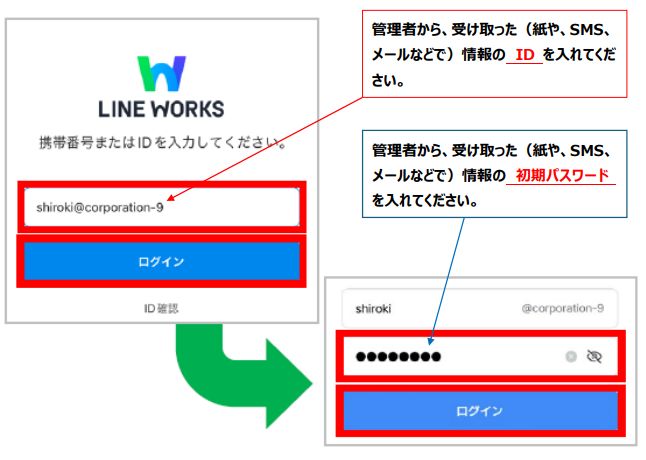 LINE WORKS
携帯番号またはIDを入力してください。
shiroki@corporation-9
ログイン
ID確認
管理者から、受け取った（紙や、SMS、
メールなどで）情報の ID を入れてくだ
さい。
管理者から、受け取った（紙や、SMS、
メールなどで）情報の 初期パスワード
を入れてください。
shiroki @corporation-9
●●●●●●●●
ログイン